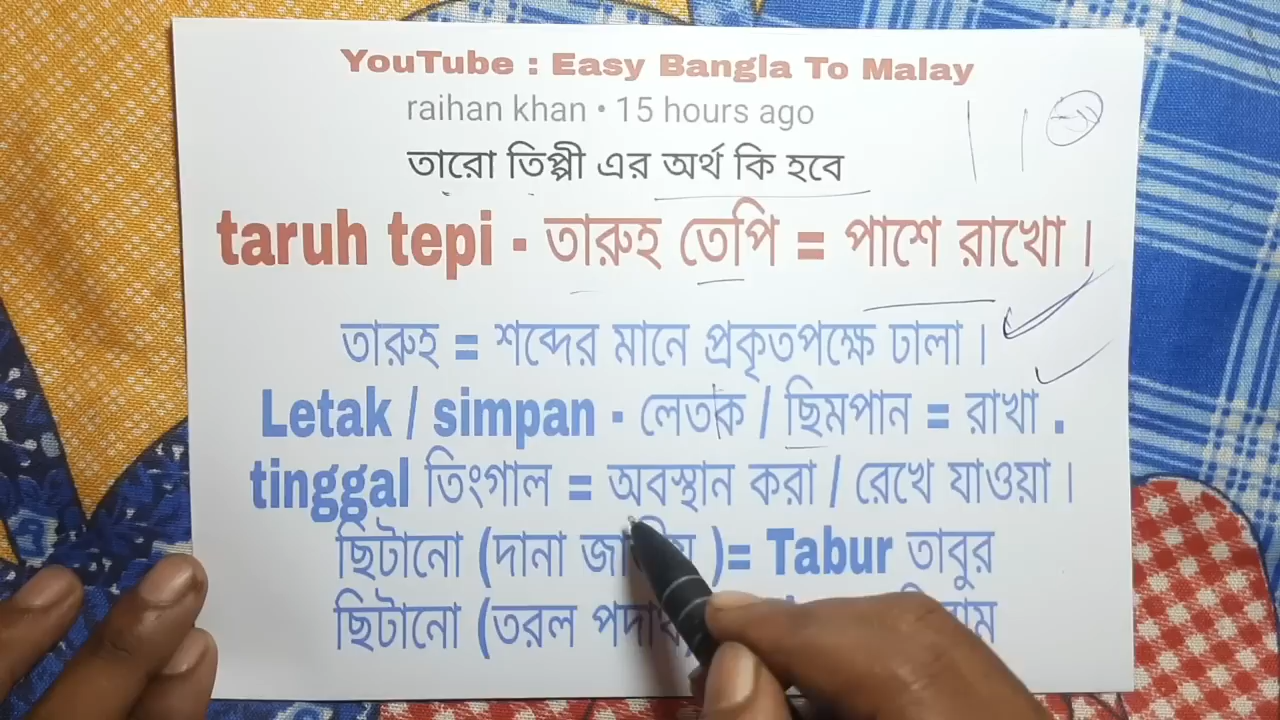 YouTube : Easy Bangla To Malay
raihan khan • 15 hours ago
তারো তিপ্পী এর অর্থ কি হবে
taruh tepi - তারুহ তেপি = পাশে রাখো ।
তারুহ = শব্দের মানে প্রকৃতপক্ষে ঢালা ।
Letak / simpan - লেতাক / ছিমপান = রাখা .
tinggal তিংগাল = অবস্থান করা / রেখে যাওয়া ।
ছিটানো (দানা )= Tabur তাবুর
ছিটানো (তরল